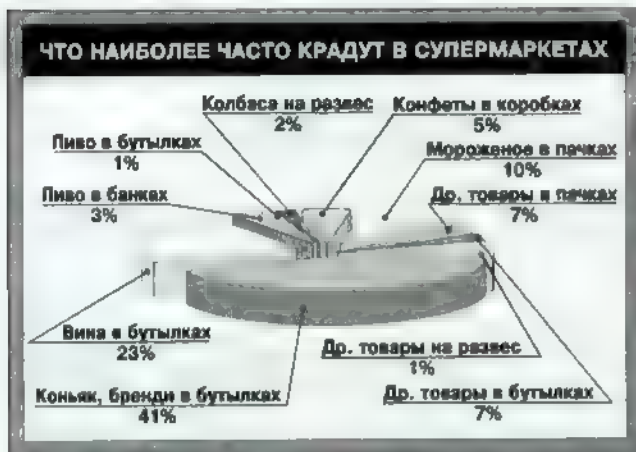 ЧТО НАИБОЛЕЕ ЧАСТО КРАДУТ В СУПЕРМАРКЕТАХ
Колбаса на развес
2%
Конфеты в коробках
5%
Пиво в бутылках
1%
Мороженое в пачках
10%
Пиво в банках
3%
Др. товары в пачках
7%
Вина в бутылках
23%
Др. товары на развес
1%
Коньяк, бренди в бутылках
41%
Др. товары в бутылках
7%